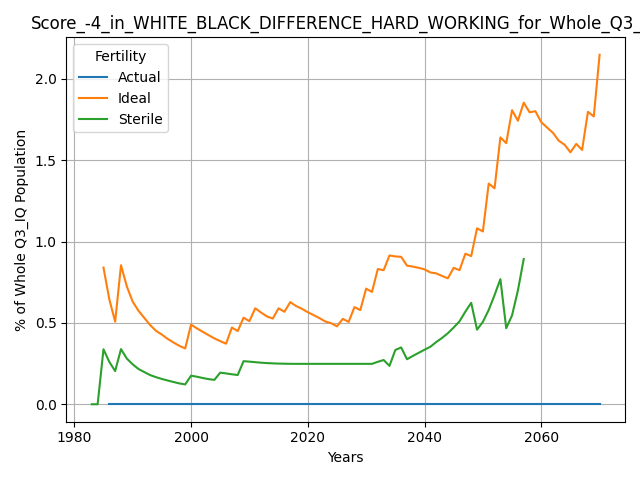 Score_-4_in_WHITE_BLACK_DIFFERENCE_HARD_WORKING_for_Whole_Q3_
Fertility
Actual
Ideal
Sterile
% of Whole Q3_IQ Population
2.0
1.5
1.0
0.5
0.0
1980 2000 2020 2040 2060
Years